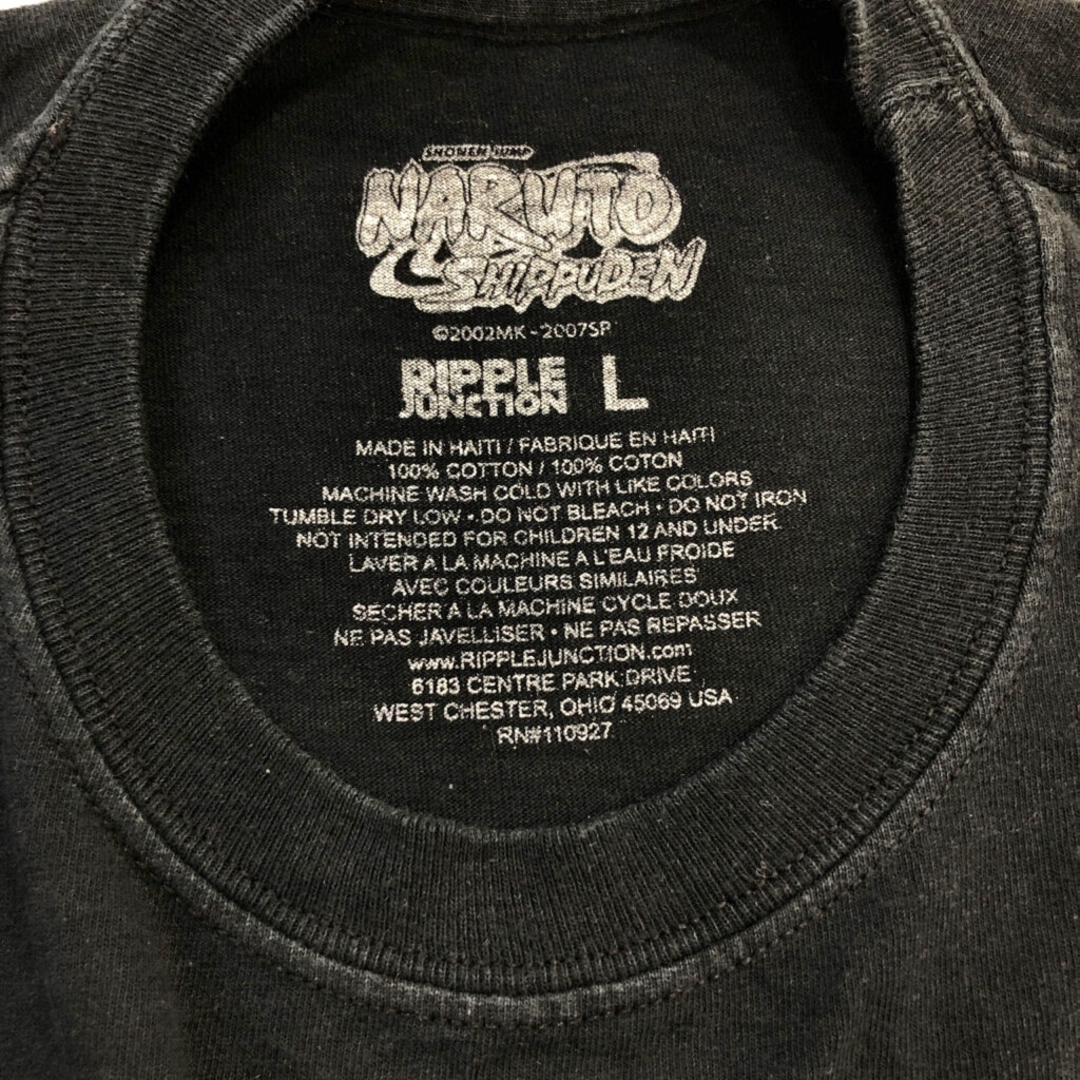 SHONEN JUMP
NARUTO
SHIPPUDEN
©2002MK - 2007SP
RIPPLE
JUNCTION L
MADE IN HAITI / FABRIQUE EN HAITI
100% COTTON / 100% COTON
MACHINE WASH COLD WITH LIKE COLORS
TUMBLE DRY LOW • DO NOT BLEACH • DO NOT IRON
NOT INTENDED FOR CHILDREN 12 AND UNDER
LAVER A LA MACHINE A L'EAU FROIDE
AVEC COULEURS SIMILAIRES
SECHER A LA MACHINE CYCLE DOUX
NE PAS JAVELLISER • NE PAS REPASSER
www.RIPPLEJUNCTION.com
6183 CENTRE PARK DRIVE
WEST CHESTER, OHIO 45069 USA
RN#110927